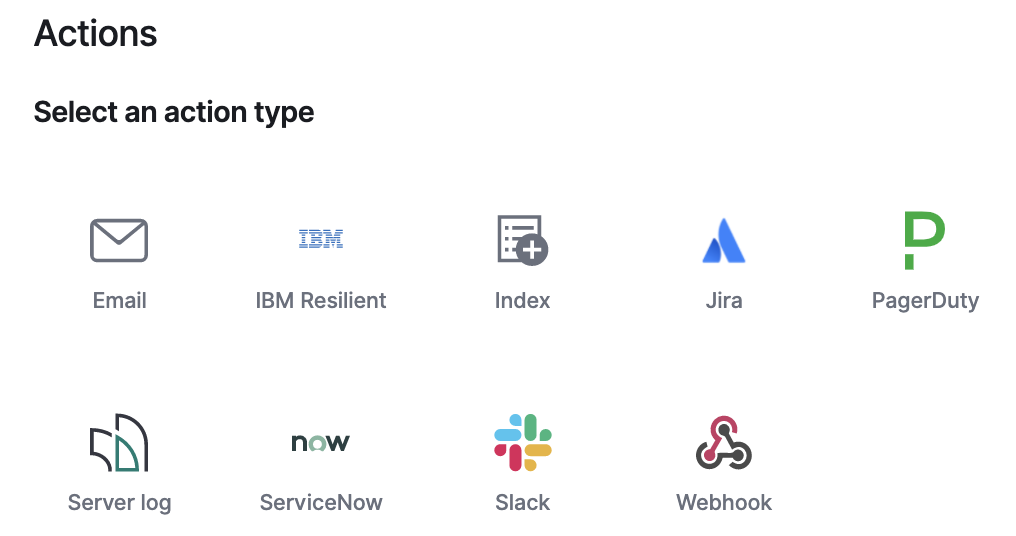 Actions
Select an action type
IBM
Email IBM Resilient Index Jira PagerDuty
now
Server log ServiceNow Slack Webhook